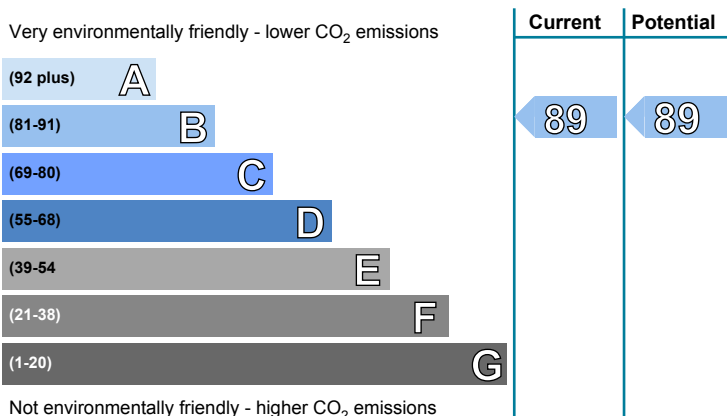 Very environmentally friendly - lower CO2 emissions
Current Potential
(92 plus) A
(81-91) B
89 89
(69-80) C
(55-68) D
(39-54 E
(21-38) F
(1-20) G
Not environmentally friendly - higher CO2 emissions